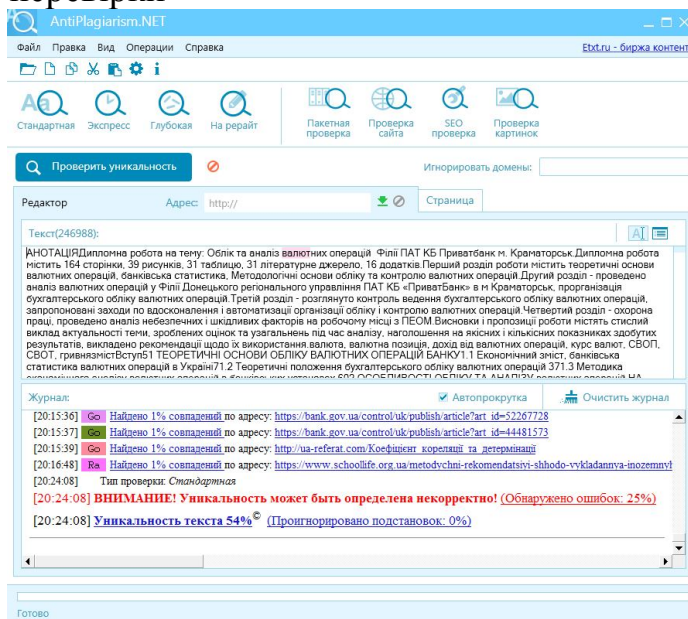 перевірки
AntiPlagiarism.NET
Файл Правка Вид Операции Справка
Etxt.ru - биржа контент
Стандартная Экспресс Глубокая На рерайт Пакетная проверка Проверка сайта SEO проверка Проверка картинок
Проверить уникальность Игнорировать домены:
Редактор Адрес: http:// Страница
Текст(246988):
АНОТАЦІЯДипломна робота на тему: Облік та аналіз валютних операцій Філії ПАТ КБ Приватбанк м. Краматорськ.Дипломна робота
містить 164 сторінки, 39 рисунків, 31 таблицю, 31 літературне джерело, 16 додатків.Перший розділ роботи містить теоретичні основи
валютних операцій, банківська статистика, Методологічні основи обліку та контролю валютних операцій.Другий розділ - проведені
аналіз валютних операцій у Філії Донецького регіонального управління ПАТ КБ «ПриватБанк» в м Краматорськ, прорганізація
бухгалтерського обліку валютних операцій.Третій розділ - розглянуто контроль ведення бухгалтерського обліку валютних операцій,
запропоновані заходи по вдосконалення і автоматизації організації обліку і контролю валютних операцій.Четвертий розділ - охорона
праці, проведено аналіз небезпечних і шкідливих факторів на робочому місці з ПЕОМ.Висновки і пропозиції роботи містять стислий
виклад актуальності теми, зроблених оцінок та узагальнень під час аналізу, наголошення на якісних і кількісних показниках здобутих
результатів, викладено рекомендації щодо їх використання.валюта, валютна позиція, дохід від валютних операцій, курс валют, СВОП,
СВОТ, гривнязмістВступ51 ТЕОРЕТИЧНІ ОСНОВИ ОБЛІКУ ВАЛЮТНИХ ОПЕРАЦІЙ БАНКУ1.1 Економічний зміст, банківська
статистика валютних операцій в Україні71.2 Теоретичні положення бухгалтерського обліку валютних операцій 371.3 Методика
Журнал: Автопрокрутка Очистить журнал
[20:15:36] Go Найдено 1% совпадений по адресу: https://bank.gov.ua/control/uk/publish/article?art_id=52267728
[20:15:37] Go Найдено 1% совпадений по адресу: https://bank.gov.ua/control/uk/publish/article?art_id=44481573
[20:15:39] Go Найдено 1% совпадений по адресу: http://ua-referat.com/Коефіцієнт_кореляції_та_детермінації
[20:16:48] Ra Найдено 1% совпадений по адресу: https://www.schoollife.org.ua/metodychni-rekomendatsiyi-shhodo-vykladannya-inozemnyh
[20:24:08] Тип проверки: Стандартная
[20:24:08] ВНИМАНИЕ! Уникальность может быть определена некорректно! (Обнаружено ошибок: 25%)
[20:24:08] Уникальность текста 54%© (Проигнорировано подстановок: 0%)
Готово